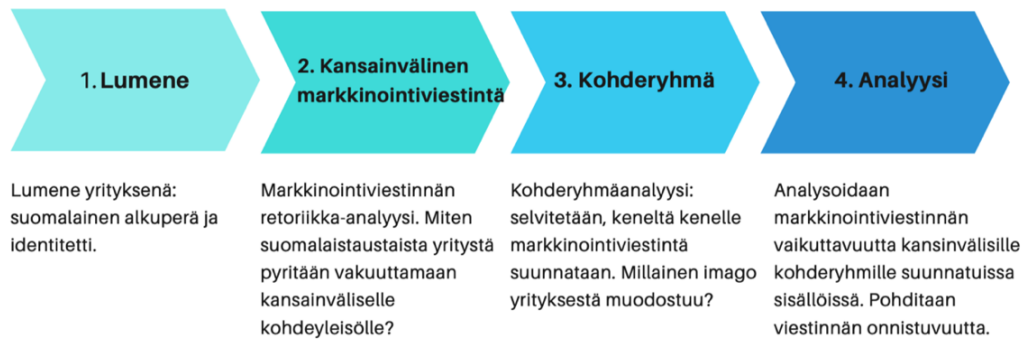 1. Lumene
2. Kansainvälinen
markkinointiviestintä
3. Kohderyhmä
4. Analyysi
Lumene yrityksenä:
suomalainen alkuperä ja
identitetti.
Markkinointiviestinnän
retoriikka-analyysi. Miten
suomalaistaustaista yritystä
pyritään vakuuttamaan
kansainväliselle
kohdeyleisölle?
Kohderyhmäanalyysi:
selvitetään, keneltä kenelle
markkinointiviestintä
suunnataan. Millainen imago
yrityksestä muodostuu?
Analysoidaan
markkinointiviestinnän
vaikuttavuutta kansinvälisille
kohderyhmille suunnatuissa
sisällöissä. Pohditaan
viestinnän onnistuvuutta.